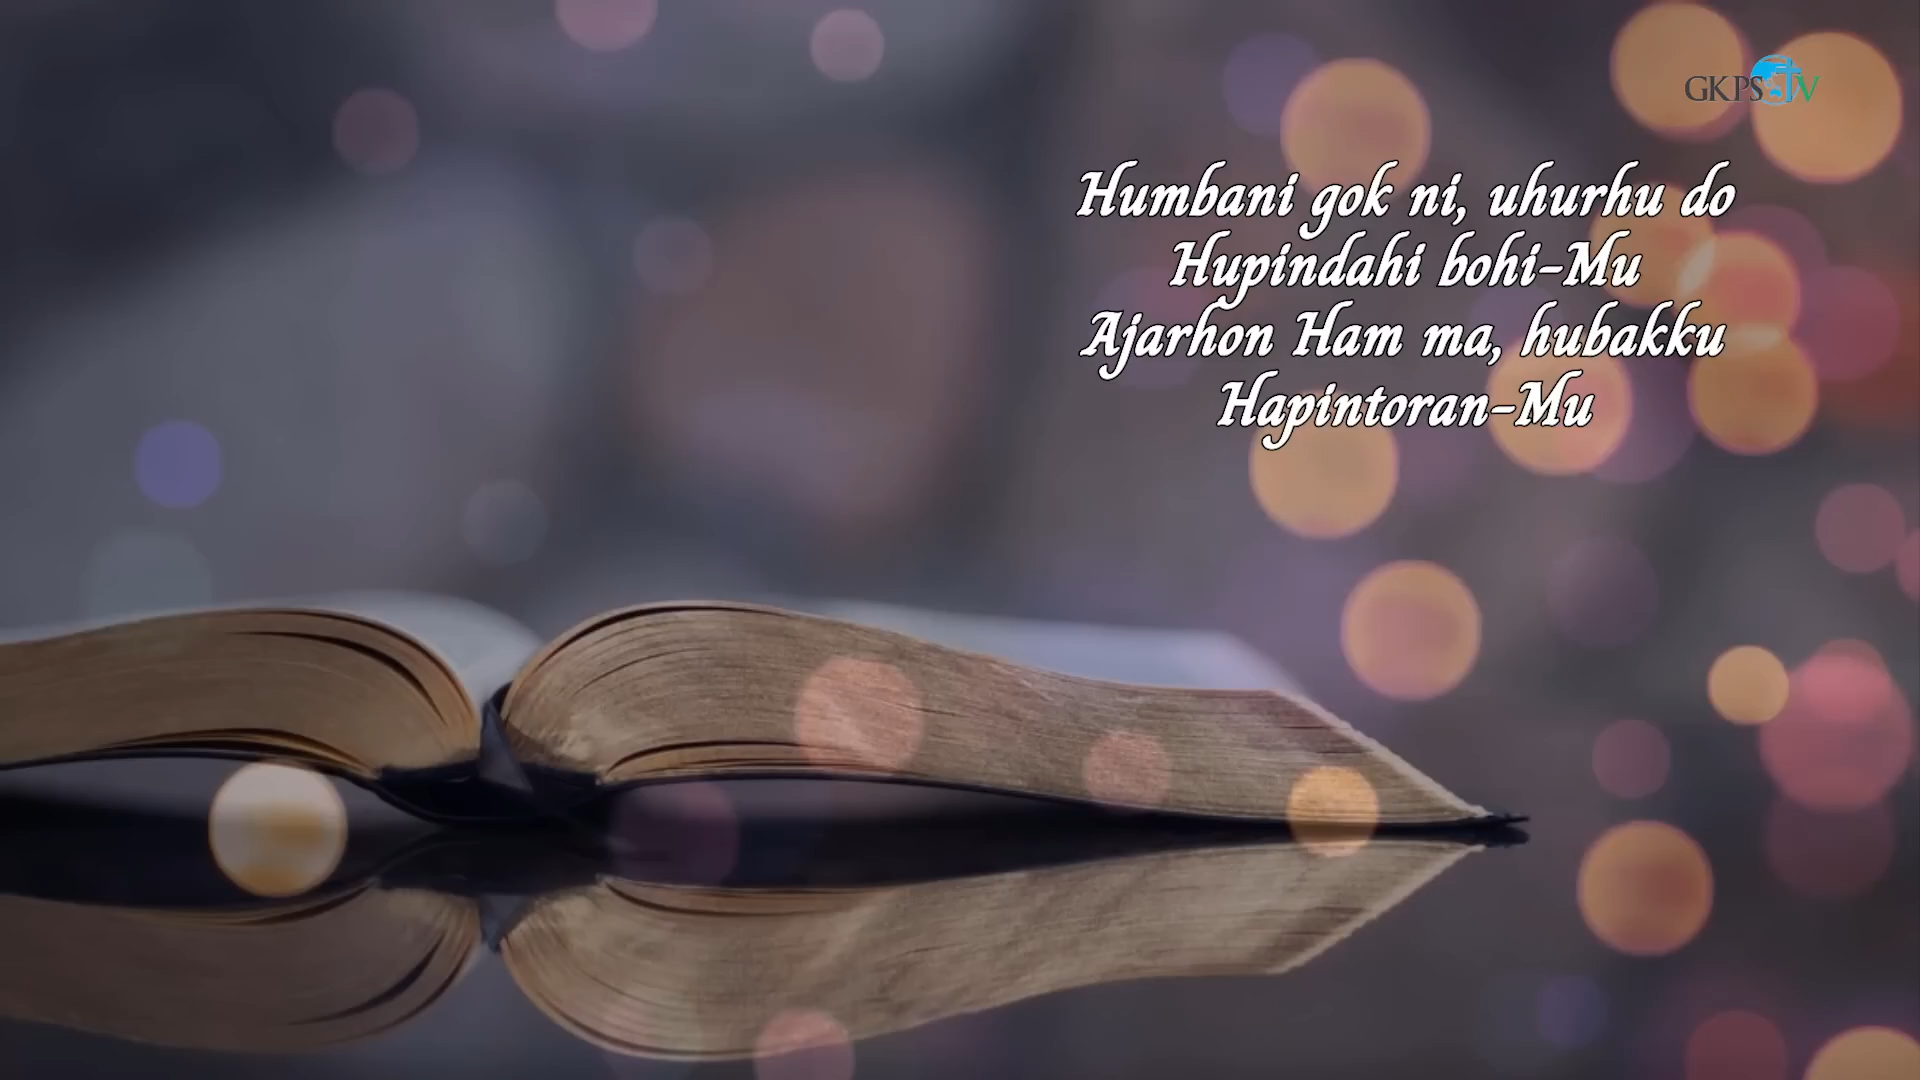 GKPS TV
Humbani gok ni, uhurhu do
Hupindahi bohi-Mu
Ajarhon Ham ma, hubakku
Hapintoran-Mu